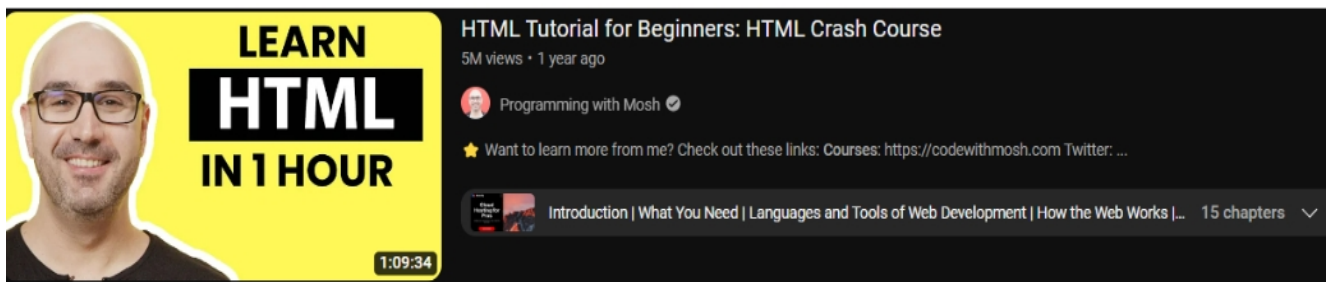 LEARN
HTML
IN 1 HOUR
1:09:34
HTML Tutorial for Beginners: HTML Crash Course
5M views • 1 year ago
Programming with Mosh
⭐ Want to learn more from me? Check out these links: Courses: https://codewithmosh.com Twitter: ...
Introduction | What You Need | Languages and Tools of Web Development | How the Web Works |... 15 chapters